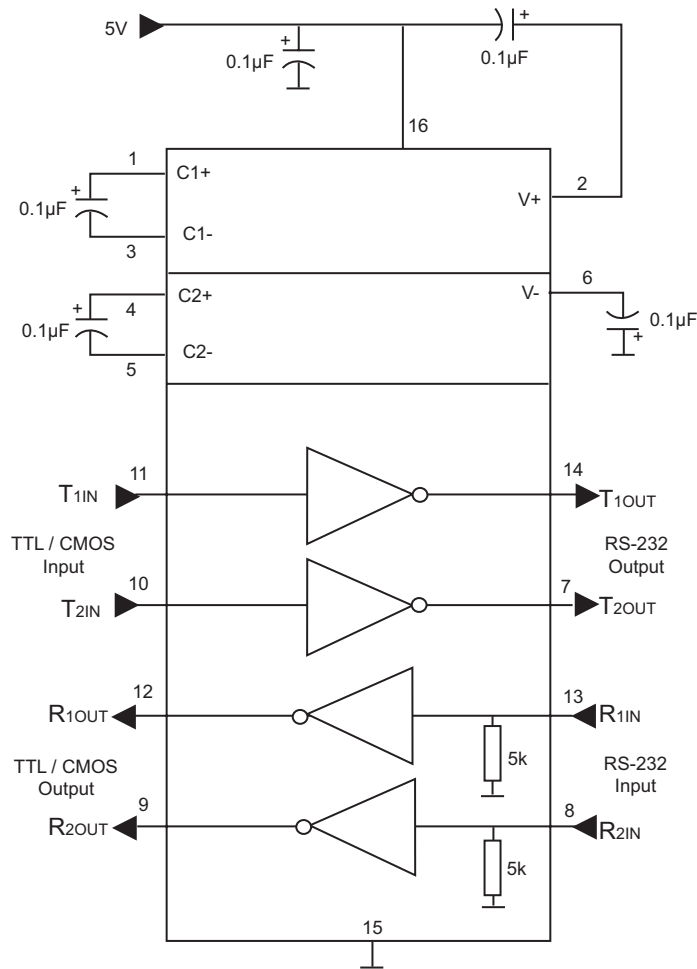 5V
+
0.1µF
+
0.1µF
16
1
C1+
+
0.1µF
C1-
3
2
V+
4
C2+
+
0.1µF
C2-
5
6
V-
0.1µF
+
11
T1IN
14
T1OUT
TTL / CMOS
Input
RS-232
Output
10
T2IN
7
T2OUT
12
R1OUT
13
R1IN
5k
TTL / CMOS
Output
RS-232
Input
9
R2OUT
8
R2IN
5k
15